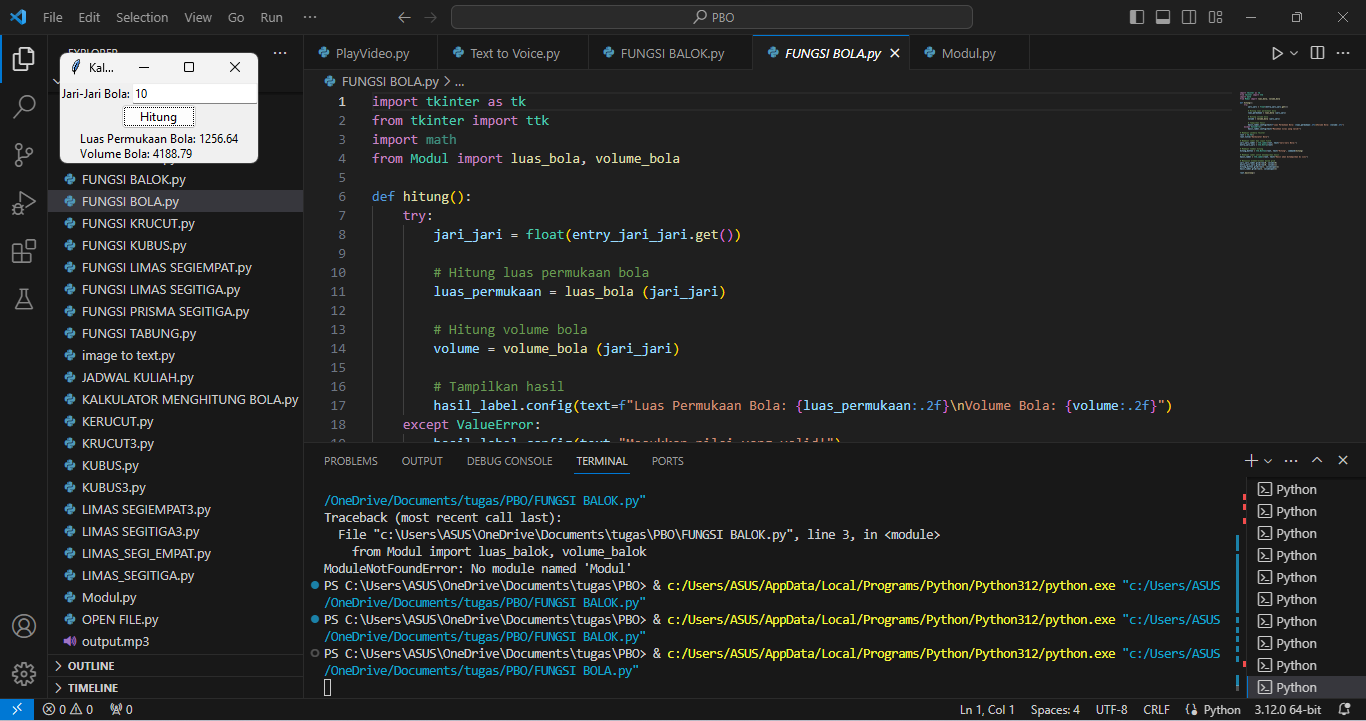 File Edit Selection View Go Run ··· PBO
EXPLORER ···
Kal...
Jari-Jari Bola: 10
Hitung
Luas Permukaan Bola: 1256.64
Volume Bola: 4188.79
FUNGSI BALOK.py
FUNGSI BOLA.py
FUNGSI KRUCUT.py
FUNGSI KUBUS.py
FUNGSI LIMAS SEGIEMPAT.py
FUNGSI LIMAS SEGITIGA.py
FUNGSI PRISMA SEGITIGA.py
FUNGSI TABUNG.py
image to text.py
JADWAL KULIAH.py
KALKULATOR MENGHITUNG BOLA.py
KERUCUT.py
KRUCUT3.py
KUBUS.py
KUBUS3.py
LIMAS SEGIEMPAT3.py
LIMAS SEGITIGA3.py
LIMAS_SEGI_EMPAT.py
LIMAS_SEGITIGA.py
Modul.py
OPEN FILE.py
output.mp3
OUTLINE
TIMELINE
PlayVideo.py Text to Voice.py FUNGSI BALOK.py FUNGSI BOLA.py Modul.py
FUNGSI BOLA.py > ...
1 import tkinter as tk
2 from tkinter import ttk
3 import math
4 from Modul import luas_bola, volume_bola
5
6 def hitung():
7 try:
8 jari_jari = float(entry_jari_jari.get())
9
10 # Hitung luas permukaan bola
11 luas_permukaan = luas_bola (jari_jari)
12
13 # Hitung volume bola
14 volume = volume_bola (jari_jari)
15
16 # Tampilkan hasil
17 hasil_label.config(text=f"Luas Permukaan Bola: {luas_permukaan:.2f}\nVolume Bola: {volume:.2f}")
18 except ValueError:
PROBLEMS OUTPUT DEBUG CONSOLE TERMINAL PORTS
/OneDrive/Documents/tugas/PBO/FUNGSI BALOK.py"
Traceback (most recent call last):
File "c:\Users\ASUS\OneDrive\Documents\tugas\PBO\FUNGSI BALOK.py", line 3, in <module>
from Modul import luas_balok, volume_balok
ModuleNotFoundError: No module named 'Modul'
PS C:\Users\ASUS\OneDrive\Documents\tugas\PBO> & c:/Users/ASUS/AppData/Local/Programs/Python/Python312/python.exe "c:/Users/ASUS
/OneDrive/Documents/tugas/PBO/FUNGSI BALOK.py"
PS C:\Users\ASUS\OneDrive\Documents\tugas\PBO> & c:/Users/ASUS/AppData/Local/Programs/Python/Python312/python.exe "c:/Users/ASUS
/OneDrive/Documents/tugas/PBO/FUNGSI BALOK.py"
PS C:\Users\ASUS\OneDrive\Documents\tugas\PBO> & c:/Users/ASUS/AppData/Local/Programs/Python/Python312/python.exe "c:/Users/ASUS
/OneDrive/Documents/tugas/PBO/FUNGSI BOLA.py"
Python
Python
Python
Python
Python
Python
Python
Python
Python
Python
0 0 0 Ln 1, Col 1 Spaces: 4 UTF-8 CRLF Python 3.12.0 64-bit